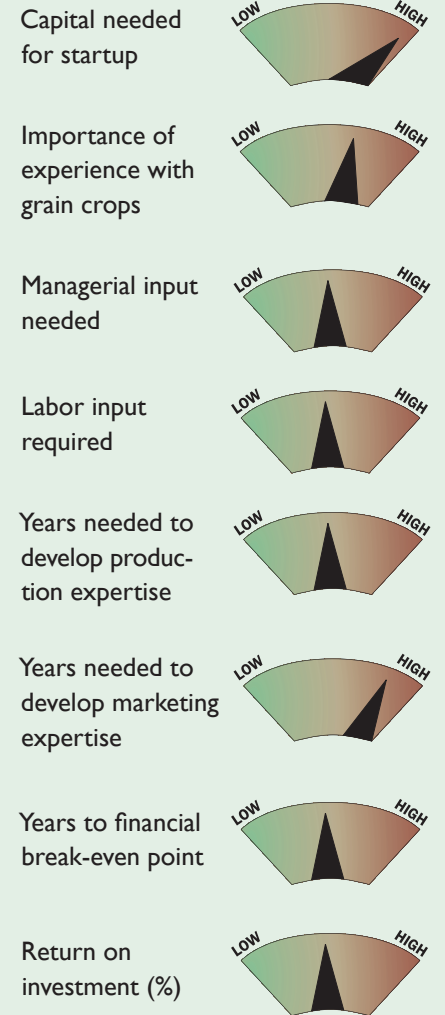 Capital needed
for startup
LOW HIGH
Importance of
experience with
grain crops
LOW HIGH
Managerial input
needed
LOW HIGH
Labor input
required
LOW HIGH
Years needed to
develop produc-
tion expertise
LOW HIGH
Years needed to
develop marketing
expertise
LOW HIGH
Years to financial
break-even point
LOW HIGH
Return on
investment (%)
LOW HIGH